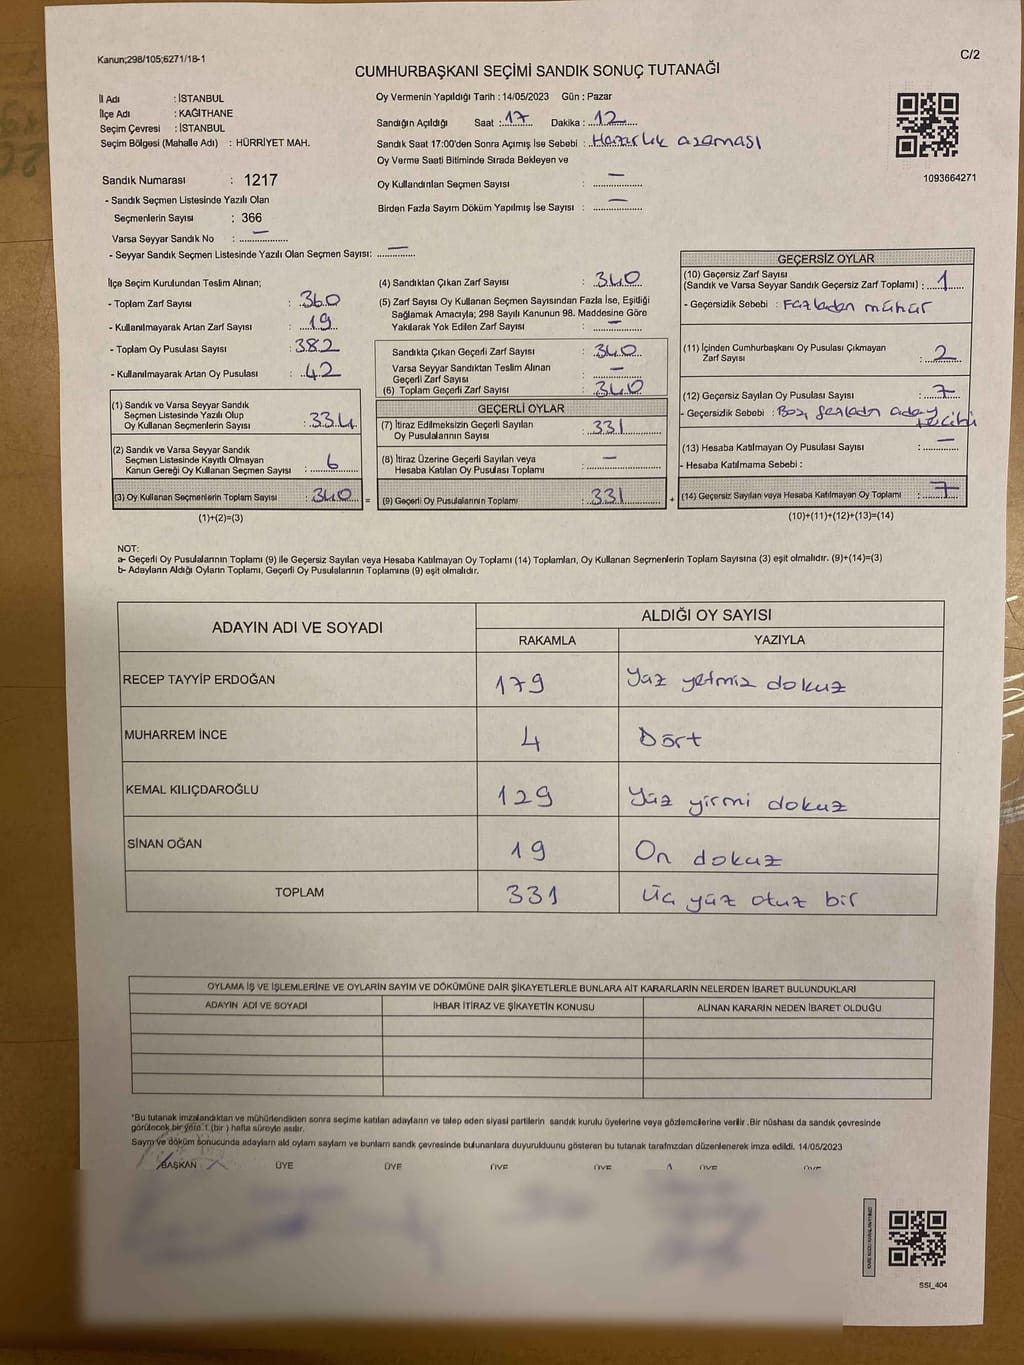 Kanun;298/105;6271/18-1
C/2
CUMHURBAŞKANI SEÇİMİ SANDIK SONUÇ TUTANAĞI
İl Adı : İSTANBUL
İlçe Adı : KAĞITHANE
Seçim Çevresi : İSTANBUL
Seçim Bölgesi (Mahalle Adı) : HÜRRİYET MAH.
Sandık Numarası : 1217
- Sandık Seçmen Listesinde Yazılı Olan
Seçmenlerin Sayısı : 366
Varsa Seyyar Sandık No : —
- Seyyar Sandık Seçmen Listesinde Yazılı Olan Seçmen Sayısı: —
Oy Vermenin Yapıldığı Tarih : 14/05/2023 Gün : Pazar
Sandığın Açıldığı Saat : 17 Dakika : 12
Sandık Saat 17:00'den Sonra Açımış İse Sebebi : Hazırlık aşaması
Oy Verme Saati Bitiminde Sırada Bekleyen ve
Oy Kullandırılan Seçmen Sayısı : —
Birden Fazla Sayım Döküm Yapılmış İse Sayısı : —
1093664271
İlçe Seçim Kurulundan Teslim Alınan;
- Toplam Zarf Sayısı : 360
- Kullanılmayarak Artan Zarf Sayısı : 19
- Toplam Oy Pusulası Sayısı : 382
- Kullanılmayarak Artan Oy Pusulası : 42
(1) Sandık ve Varsa Seyyar Sandık
Seçmen Listesinde Yazılı Olup
Oy Kullanan Seçmenlerin Sayısı : 334
(2) Sandık ve Varsa Seyyar Sandık
Seçmen Listesinde Kayıtlı Olmayan
Kanun Gereği Oy Kullanan Seçmen Sayısı : 6
(3) Oy Kullanan Seçmenlerin Toplam Sayısı : 340 =
(1)+(2)=(3)
(4) Sandıktan Çıkan Zarf Sayısı : 340
(5) Zarf Sayısı Oy Kullanan Seçmen Sayısından Fazla İse, Eşitliği
Sağlamak Amacıyla; 298 Sayılı Kanunun 98. Maddesine Göre
Yakılarak Yok Edilen Zarf Sayısı : —
Sandıkta Çıkan Geçerli Zarf Sayısı : 340
Varsa Seyyar Sandıktan Teslim Alınan
Geçerli Zarf Sayısı : —
(6) Toplam Geçerli Zarf Sayısı : 340
GEÇERLİ OYLAR
(7) İtiraz Edilmeksizin Geçerli Sayılan
Oy Pusulalarının Sayısı : 331
(8) İtiraz Üzerine Geçerli Sayılan veya
Hesaba Katılan Oy Pusulası Toplamı : —
(9) Geçerli Oy Pusulalarının Toplamı : 331 +
GEÇERSİZ OYLAR
(10) Geçersiz Zarf Sayısı
(Sandık ve Varsa Seyyar Sandık Geçersiz Zarf Toplamı) : 1
- Geçersizlik Sebebi : Fazladan mühür
(11) İçinden Cumhurbaşkanı Oy Pusulası Çıkmayan
Zarf Sayısı : 2
(12) Geçersiz Sayılan Oy Pusulası Sayısı : 7
- Geçersizlik Sebebi : Boş, aday
(13) Hesaba Katılmayan Oy Pusulası Sayısı : —
- Hesaba Katılmama Sebebi :
(14) Geçersiz Sayılan veya Hesaba Katılmayan Oy Toplamı : 7
(10)+(11)+(12)+(13)=(14)
NOT:
a- Geçerli Oy Pusulalarının Toplamı (9) ile Geçersiz Sayılan veya Hesaba Katılmayan Oy Toplamı (14) Toplamları, Oy Kullanan Seçmenlerin Toplam Sayısına (3) eşit olmalıdır. (9)+(14)=(3)
b- Adayların Aldığı Oyların Toplamı, Geçerli Oy Pusulalarının Toplamına (9) eşit olmalıdır.
ADAYIN ADI VE SOYADI ALDIĞI OY SAYISI
RAKAMLA YAZIYLA
RECEP TAYYİP ERDOĞAN 179 Yüz yetmiz dokuz
MUHARREM İNCE 4 Dört
KEMAL KILIÇDAROĞLU 129 Yüz yirmi dokuz
SİNAN OĞAN 19 On dokuz
TOPLAM 331 Üç yüz otuz bir
OYLAMA İŞ VE İŞLEMLERİNE VE OYLARIN SAYIM VE DÖKÜMÜNE DAİR ŞİKAYETLERLE BUNLARA AİT KARARLARIN NELERDEN İBARET BULUNDUKLARI
ADAYIN ADI VE SOYADI İHBAR İTİRAZ VE ŞİKAYETİN KONUSU ALINAN KARARIN NEDEN İBARET OLDUĞU
*Bu tutanak imzalandıktan ve mühürlendikten sonra seçime katılan adayların ve talep eden siyasi partilerin sandık kurulu üyelerine veya gözlemcilerine verilir .Bir nüshası da sandık çevresinde
görülecek bir yere 1 (bir ) hafta süreyle asılır.
Sayım ve döküm sonucunda adayların aldı oyların sayıların ve bunların sandık çevresinde bulunanlara duyurulduunu gösteren bu tutanak tarafımızdan düzenlenerek imza edildi. 14/05/2023
BAŞKAN ÜYE ÜYE ÜYE ÜYE ÜYE ÜYE
SSI_404